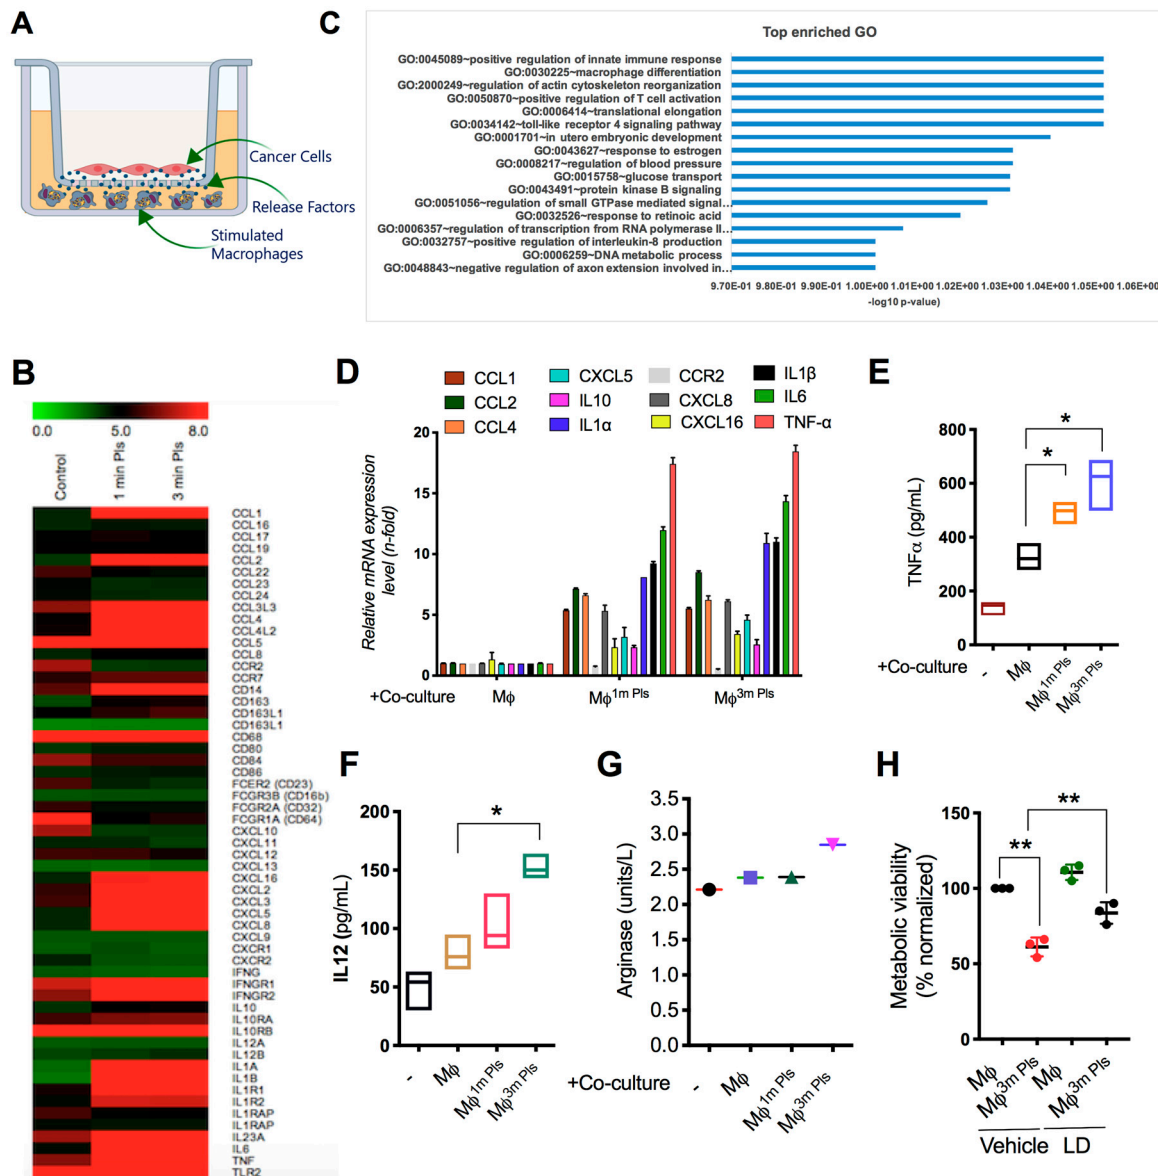 A
Cancer Cells
Release Factors
Stimulated
Macrophages
C
Top enriched GO
GO:0045089~positive regulation of innate immune response
GO:0030225~macrophage differentiation
GO:2000249~regulation of actin cytoskeleton reorganization
GO:0050870~positive regulation of T cell activation
GO:0006414~translational elongation
GO:0034142~toll-like receptor 4 signaling pathway
GO:0001701~in utero embryonic development
GO:0043627~response to estrogen
GO:0008217~regulation of blood pressure
GO:0015758~glucose transport
GO:0043491~protein kinase B signaling
GO:0051056~regulation of small GTPase mediated signal...
GO:0032526~response to retinoic acid
GO:0006357~regulation of transcription from RNA polymerase II...
GO:0032757~positive regulation of interleukin-8 production
GO:0006259~DNA metabolic process
GO:0048843~negative regulation of axon extension involved in...
9.70E-01 9.80E-01 9.90E-01 1.00E+00 1.01E+00 1.02E+00 1.03E+00 1.04E+00 1.05E+00 1.06E+00
-log10 p-value)
B
0.0 5.0 8.0
Control
1 min Pls
3 min Pls
CCL1
CCL16
CCL17
CCL19
CCL2
CCL22
CCL23
CCL24
CCL3L3
CCL4
CCL4L2
CCL5
CCL8
CCR2
CCR7
CD14
CD163
CD163L1
CD163L1
CD68
CD80
CD84
CD86
FCER2 (CD23)
FCGR3B (CD16b)
FCGR2A (CD32)
FCGR1A (CD64)
CXCL10
CXCL11
CXCL12
CXCL13
CXCL16
CXCL2
CXCL3
CXCL5
CXCL8
CXCL9
CXCR1
CXCR2
IFNG
IFNGR1
IFNGR2
IL10
IL10RA
IL10RB
IL12A
IL12B
IL1A
IL1B
IL1R1
IL1R2
IL1RAP
IL1RAP
IL23A
IL6
TNF
TLR2
D
CCL1
CCL2
CCL4
CXCL5
IL10
IL1α
CCR2
CXCL8
CXCL16
IL1β
IL6
TNF-α
Relative mRNA expression
level (n-fold)
20
15
10
5
0
+Co-culture Mϕ Mϕ1m Pls Mϕ3m Pls
E
TNFα (pg/mL)
800
600
400
200
0
*
*
+Co-culture
-
Mϕ
Mϕ1m Pls
Mϕ3m Pls
F
IL12 (pg/mL)
200
150
100
50
0
*
-
Mϕ
Mϕ1m Pls
Mϕ3m Pls
G
Arginase (units/L)
3.5
3.0
2.5
2.0
1.5
1.0
0.5
0.0
+Co-culture
-
Mϕ
Mϕ1m Pls
Mϕ3m Pls
H
Metabolic viability
(% normalized)
150
100
50
0
**
**
Mϕ
Mϕ3m Pls
Mϕ
Mϕ3m Pls
Vehicle LD